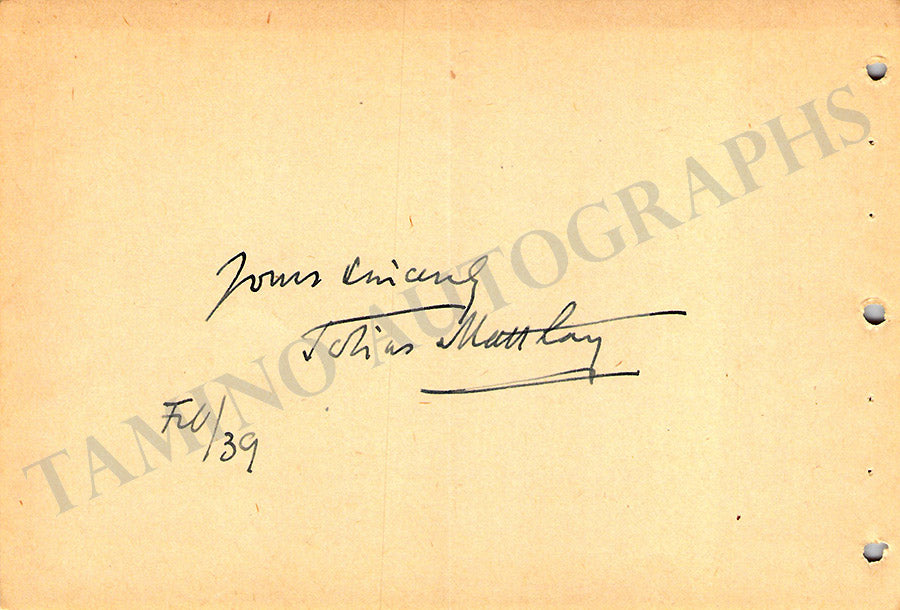 Yours sincerely
Tobias Matthay
Feb/39
TAMINO AUTOGRAPHS